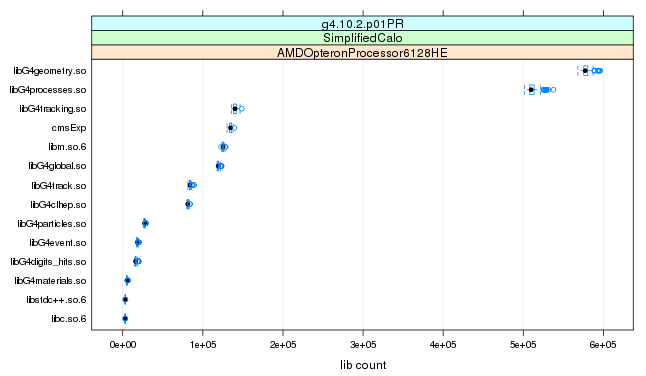 g4.10.2.p01PR
SimplifiedCalo
AMDOpteronProcessor6128HE
libG4geometry.so
libG4processes.so
libG4tracking.so
cmsExp
libm.so.6
libG4global.so
libG4track.so
libG4clhep.so
libG4particles.so
libG4event.so
libG4digits_hits.so
libG4materials.so
libstdc++.so.6
libc.so.6
0e+00 1e+05 2e+05 3e+05 4e+05 5e+05 6e+05
lib count